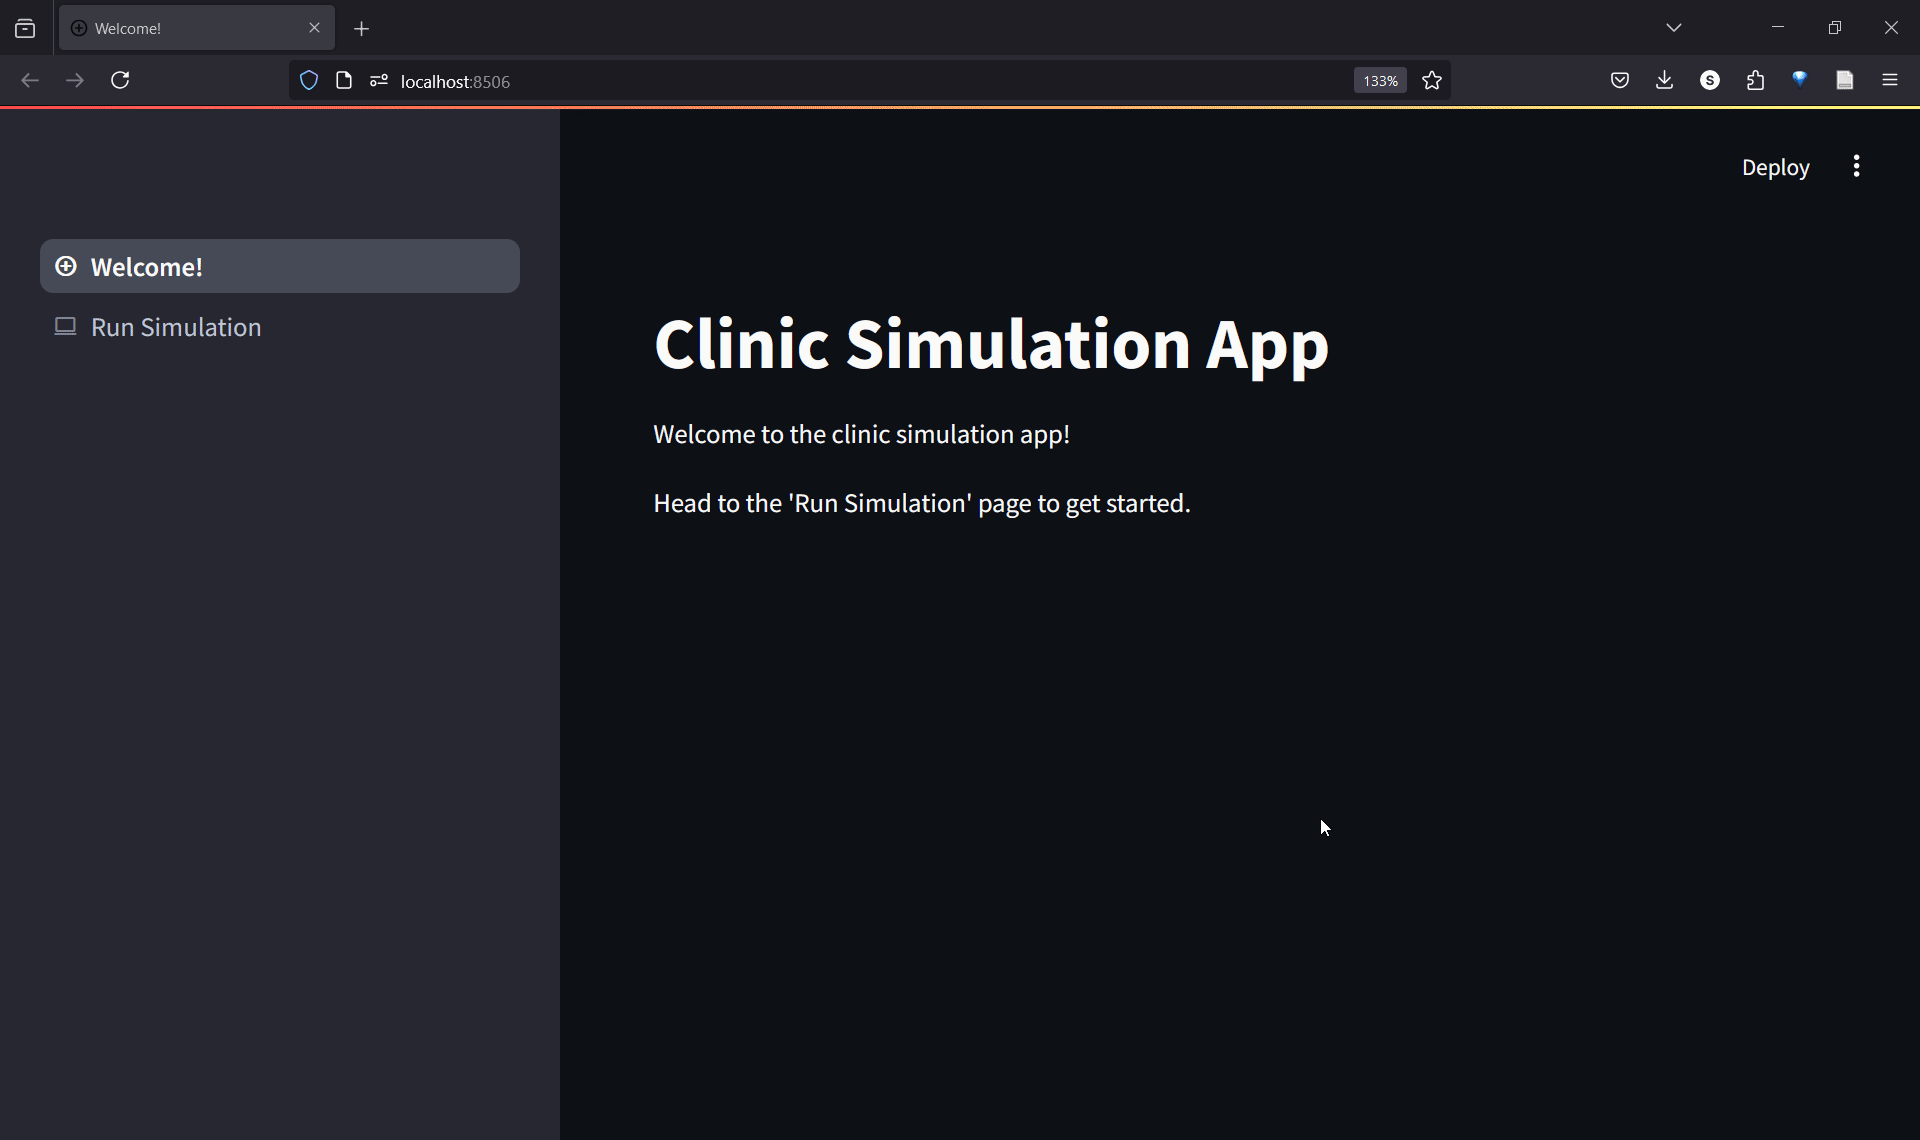 Welcome!
localhost:8506
133%
S
Deploy
Welcome!
Run Simulation
Clinic Simulation App
Welcome to the clinic simulation app!
Head to the 'Run Simulation' page to get started.